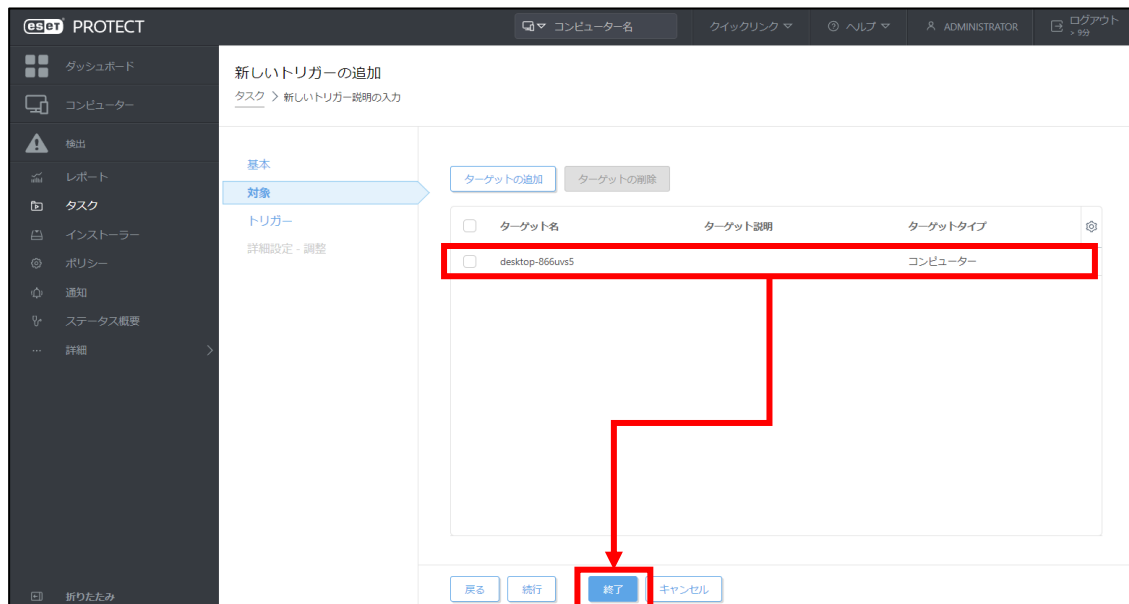 eset PROTECT
コンピューター名
クイックリンク
ヘルプ
ADMINISTRATOR
ログアウト
> 9分
ダッシュボード
コンピューター
検出
レポート
タスク
インストーラー
ポリシー
通知
ステータス概要
詳細
折りたたみ
新しいトリガーの追加
タスク > 新しいトリガー説明の入力
基本
対象
トリガー
詳細設定 - 調整
ターゲットの追加 ターゲットの削除
ターゲット名 ターゲット説明 ターゲットタイプ
desktop-866uvs5 コンピューター
戻る 続行 終了 キャンセル